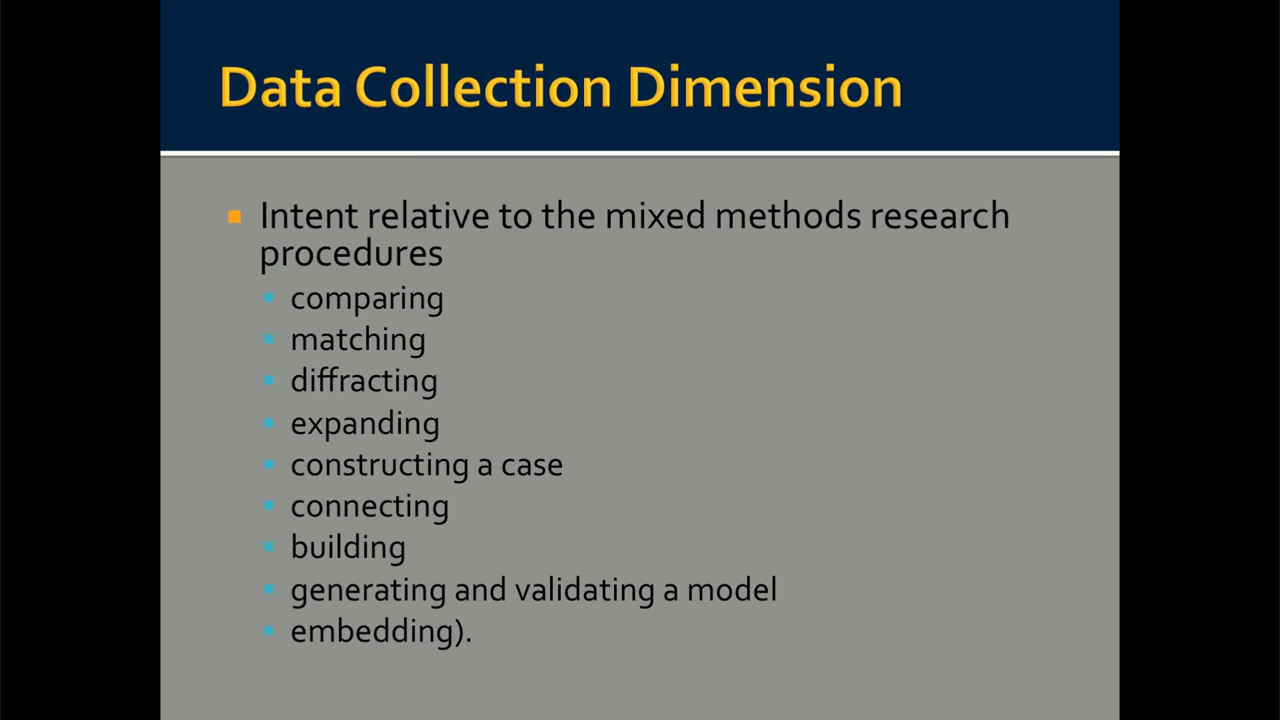 Data Collection Dimension
Intent relative to the mixed methods research
procedures
comparing
matching
diffracting
expanding
constructing a case
connecting
building
generating and validating a model
embedding).